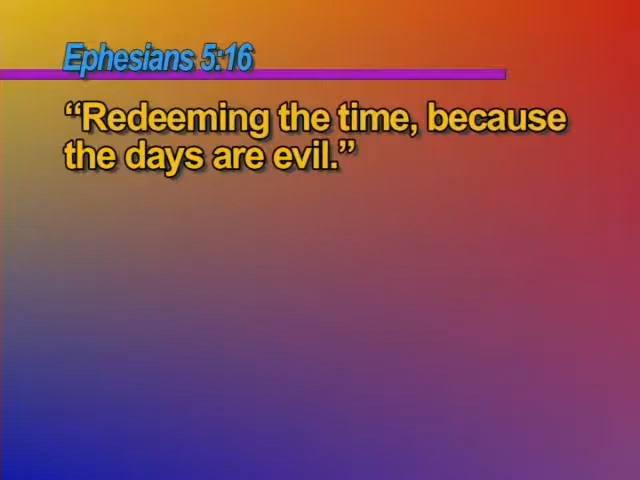 Ephesians 5:16
“Redeeming the time, because
the days are evil.”